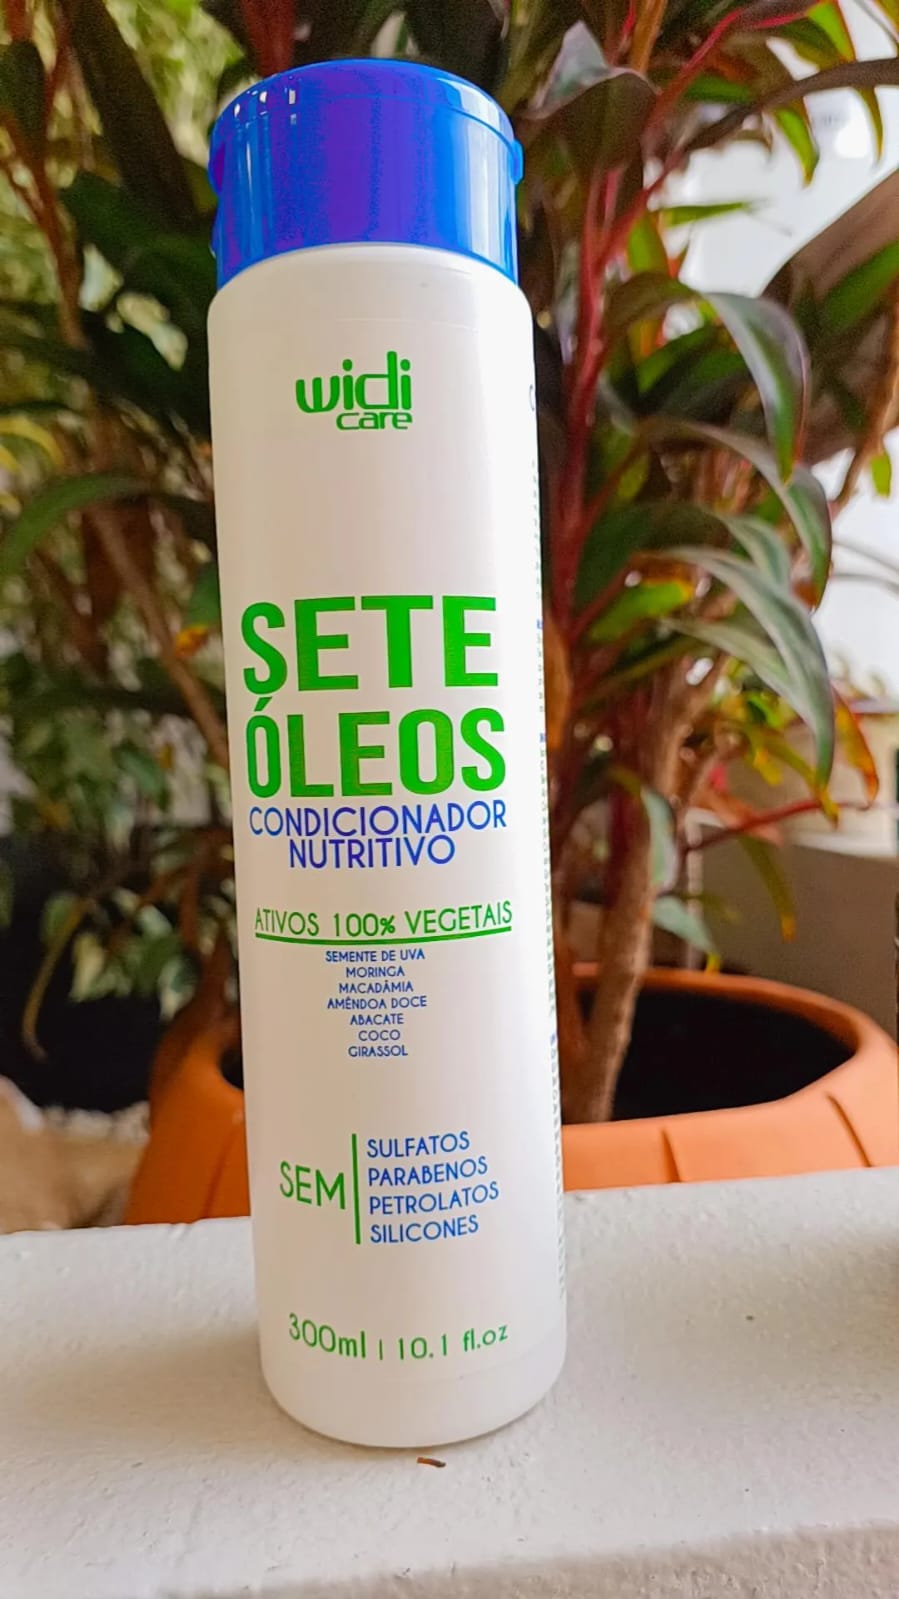 widi
care
SETE
ÓLEOS
CONDICIONADOR
NUTRITIVO
ATIVOS 100% VEGETAIS
SEMENTE DE UVA
MORINGA
MACADÂMIA
AMÊNDOA DOCE
ABACATE
COCO
GIRASSOL
SEM
SULFATOS
PARABENOS
PETROLATOS
SILICONES
300ml | 10.1 fl.oz